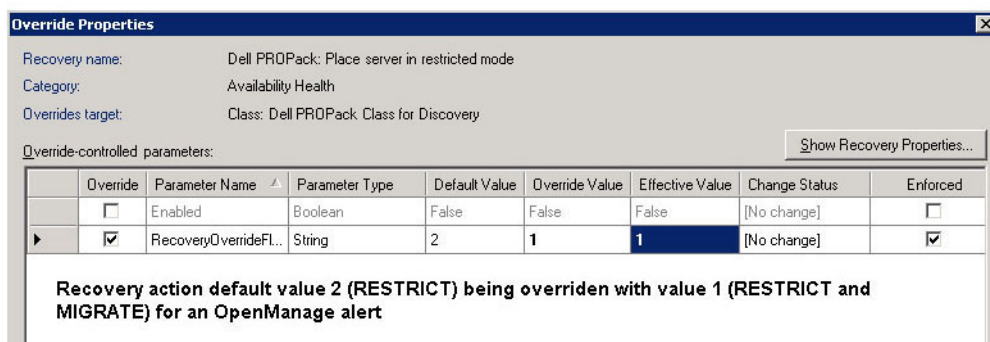 Override Properties
Recovery name: Dell PROPack: Place server in restricted mode
Category: Availability Health
Overrides target: Class: Dell PROPack Class for Discovery
Override-controlled parameters: Show Recovery Properties...
Override Parameter Name Parameter Type Default Value Override Value Effective Value Change Status Enforced
Enabled Boolean False False False [No change]
RecoveryOverrideFl... String 2 1 1 [No change]
Recovery action default value 2 (RESTRICT) being overriden with value 1 (RESTRICT and
MIGRATE) for an OpenManage alert